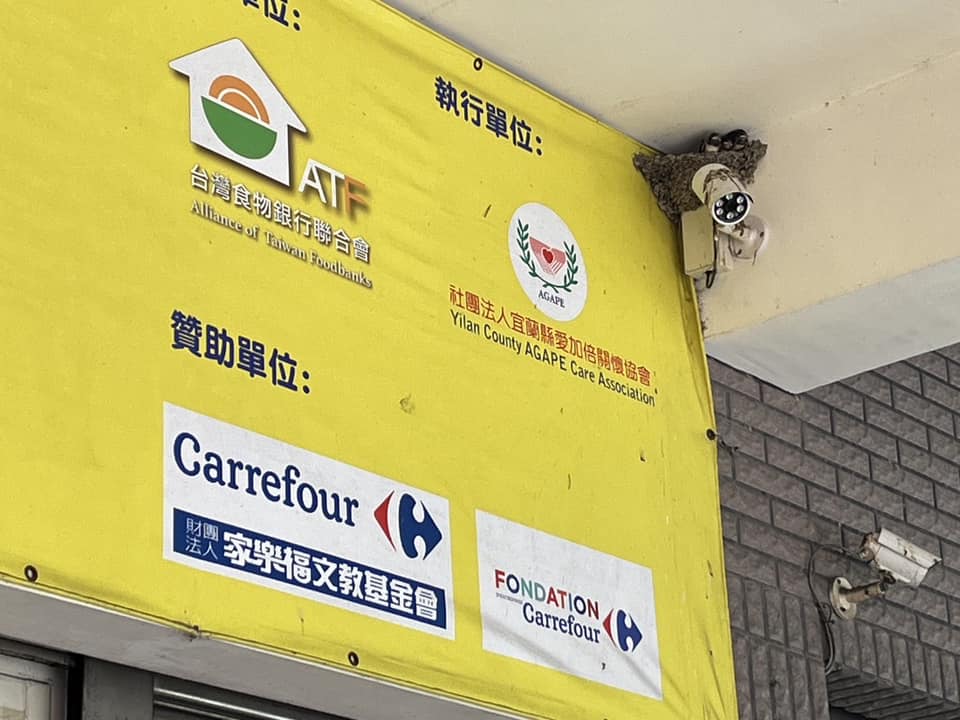 單位:
ATF
台灣食物銀行聯合會
Alliance of Taiwan Foodbanks
執行單位:
AGAPE
社團法人宜蘭縣愛加倍關懷協會
Yilan County AGAPE Care Association
贊助單位:
Carrefour
財團法人 家樂福文教基金會
FONDATION
Carrefour